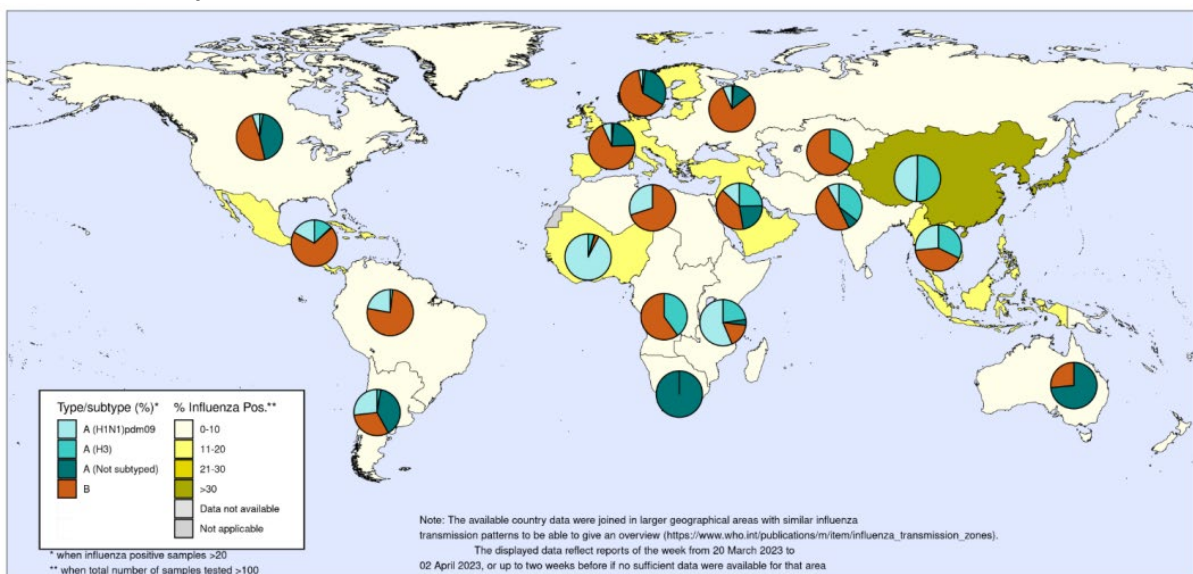 Type/subtype (%)*
A (H1N1)pdm09
A (H3)
A (Not subtyped)
B
% Influenza Pos.**
0-10
11-20
21-30
>30
Data not available
Not applicable
* when influenza positive samples >20
** when total number of samples tested >100
Note: The available country data were joined in larger geographical areas with similar influenza
transmission patterns to be able to give an overview (https://www.who.int/publications/m/item/influenza_transmission_zones).
The displayed data reflect reports of the week from 20 March 2023 to
02 April 2023, or up to two weeks before if no sufficient data were available for that area